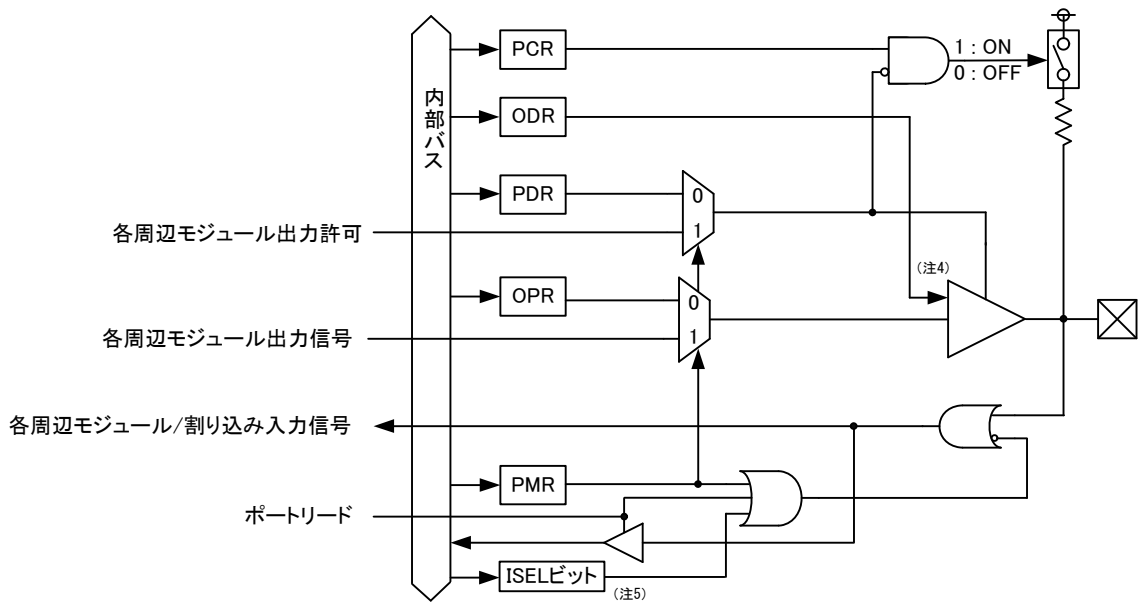 PCR
1 : ON
0 : OFF
内部バス
ODR
PDR
0
各周辺モジュール出力許可
1
(注4)
OPR
0
各周辺モジュール出力信号
1
各周辺モジュール/割り込み入力信号
PMR
ポートリード
ISELビット
(注5)